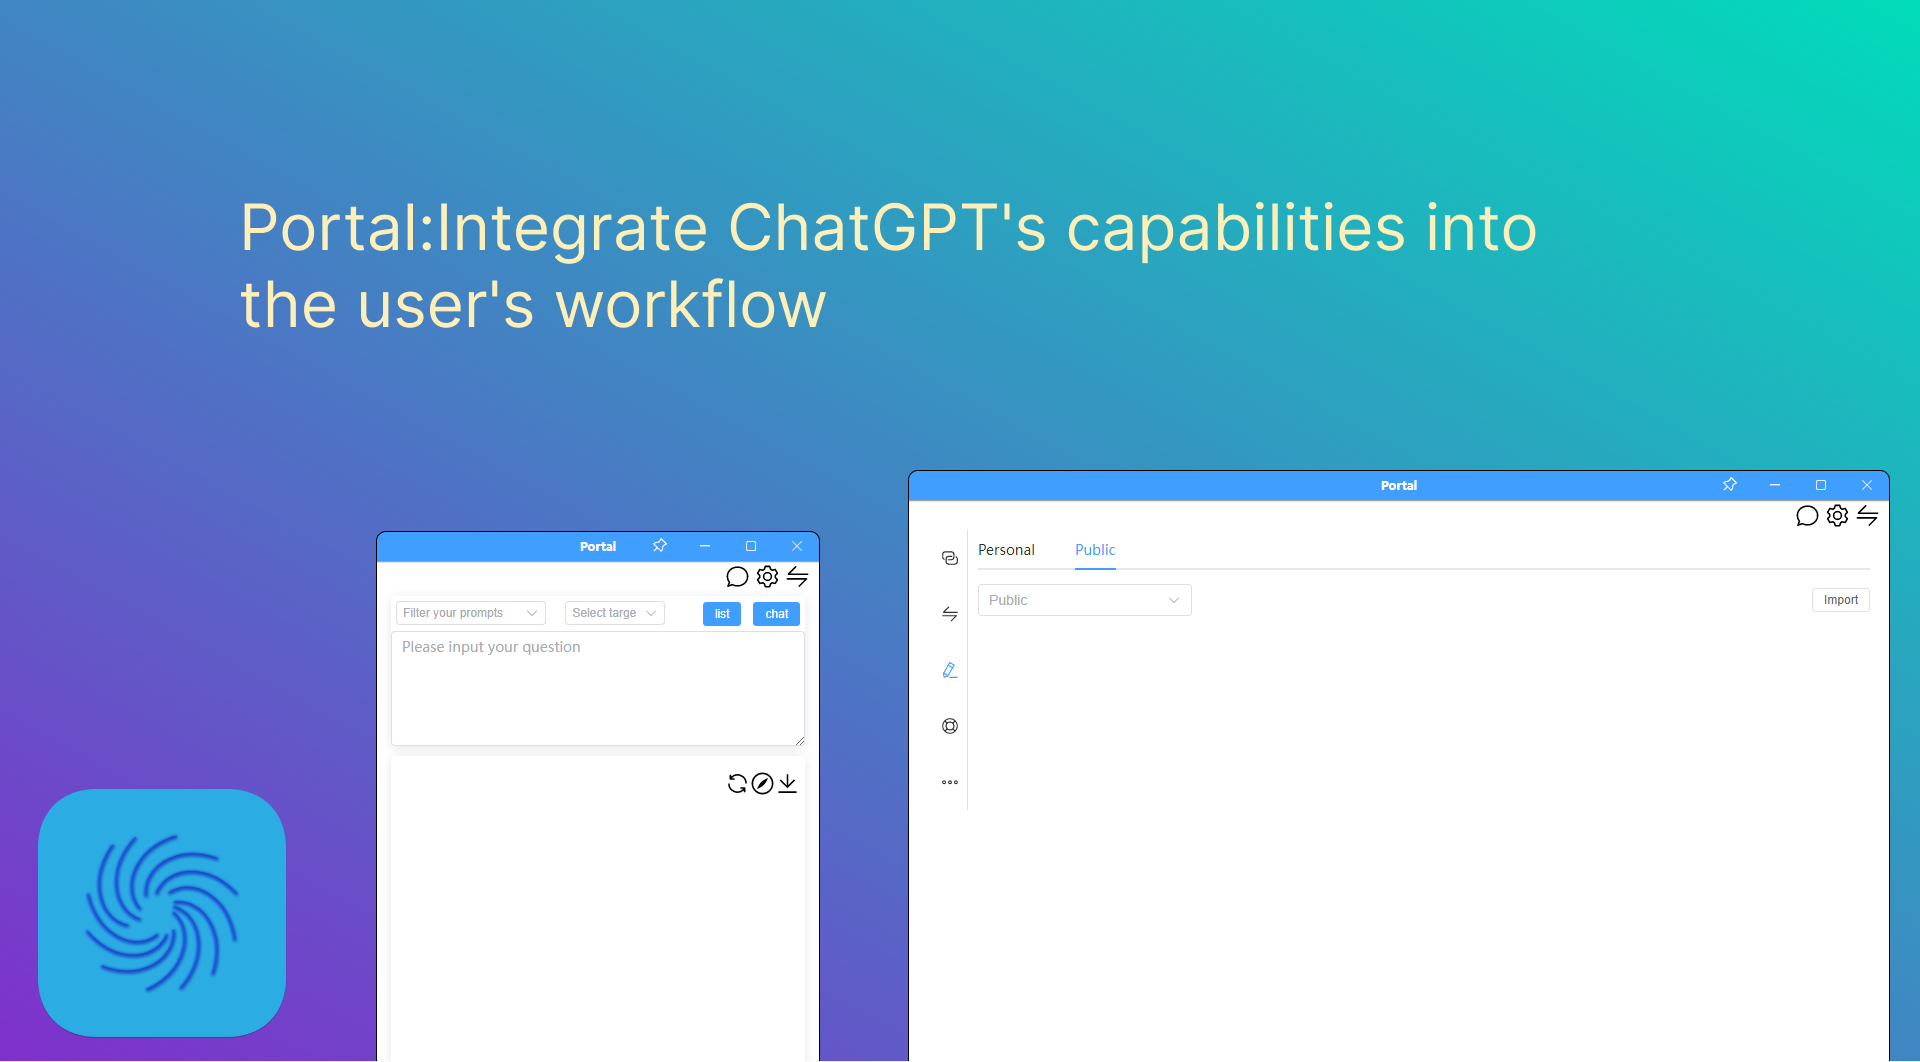 Portal:Integrate ChatGPT's capabilities into
the user's workflow
Portal
Filter your prompts
Select targe
list
chat
Please input your question
Portal
Personal
Public
Public
Import